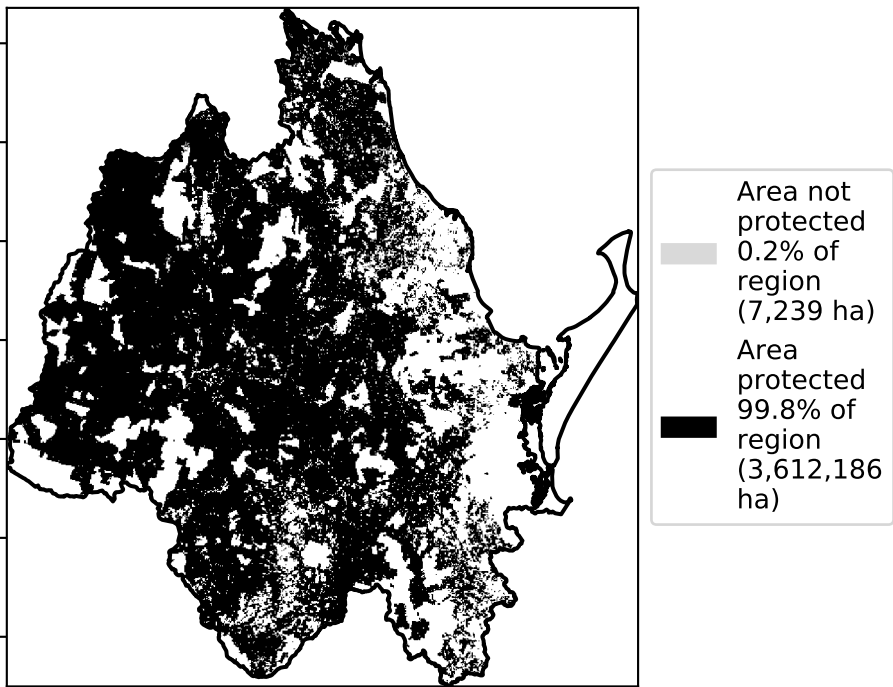 Area not
protected
0.2% of
region
(7,239 ha)
Area
protected
99.8% of
region
(3,612,186
ha)